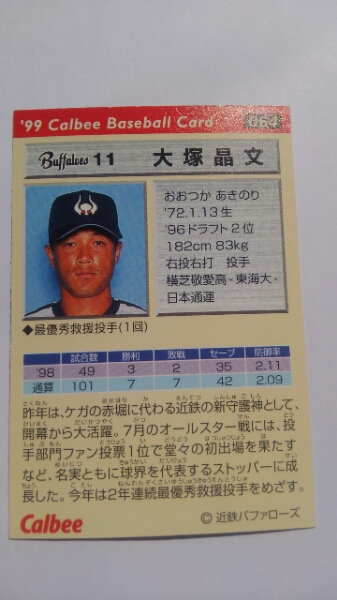 '99 Calbee Baseball Card 064
Buffaloes 11 大塚晶文
おおつか あきのり
'72.1.13生
'96ドラフト2位
182cm 83kg
右投右打 投手
横芝敬愛高-東海大-
日本通運
◆最優秀救援投手(1回)
試合数 勝利 敗戦 セーブ 防御率
'98 49 3 2 35 2.11
通算 101 7 7 42 2.09
昨年は、ケガの赤堀に代わる近鉄の新守護神として、
開幕から大活躍。7月のオールスター戦には、投
手部門ファン投票1位で堂々の初出場を果たす
など、名実ともに球界を代表するストッパーに成
長した。今年は2年連続最優秀救援投手をめざす。
Calbee
©近鉄バファローズ